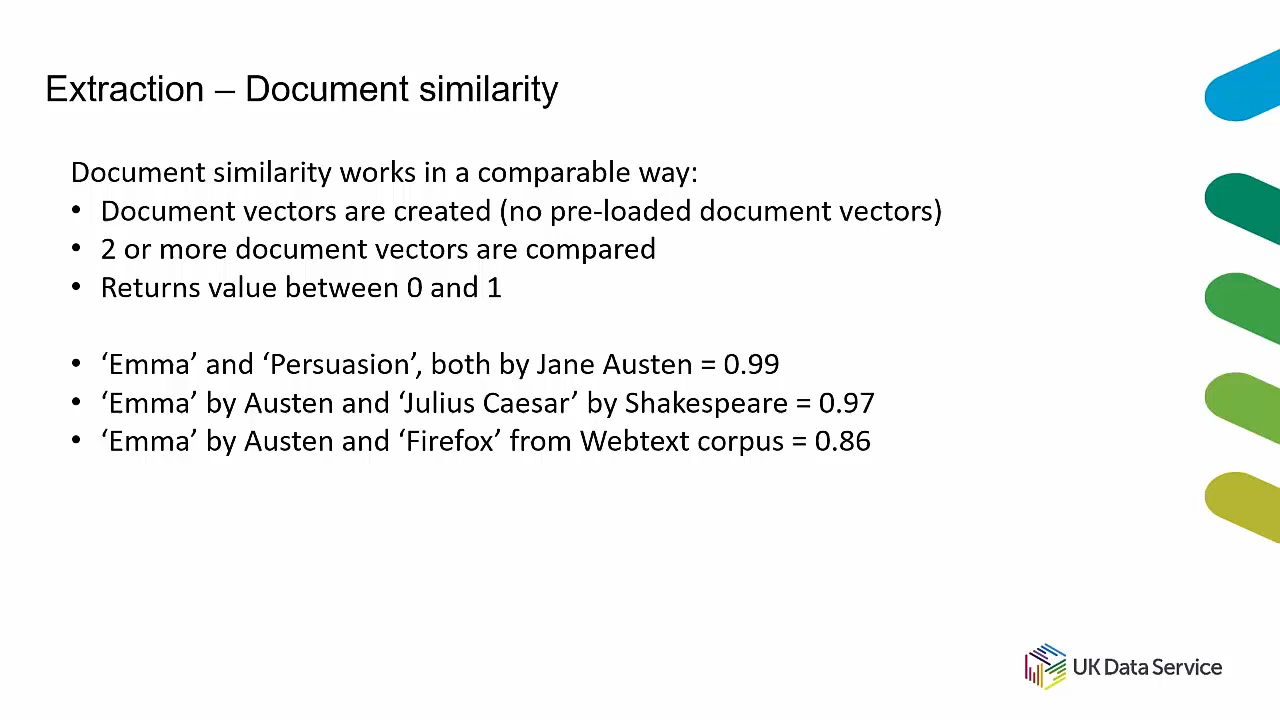 Extraction – Document similarity
Document similarity works in a comparable way:
• Document vectors are created (no pre-loaded document vectors)
• 2 or more document vectors are compared
• Returns value between 0 and 1
• ‘Emma’ and ‘Persuasion’, both by Jane Austen = 0.99
• ‘Emma’ by Austen and ‘Julius Caesar’ by Shakespeare = 0.97
• ‘Emma’ by Austen and ‘Firefox’ from Webtext corpus = 0.86
UK Data Service